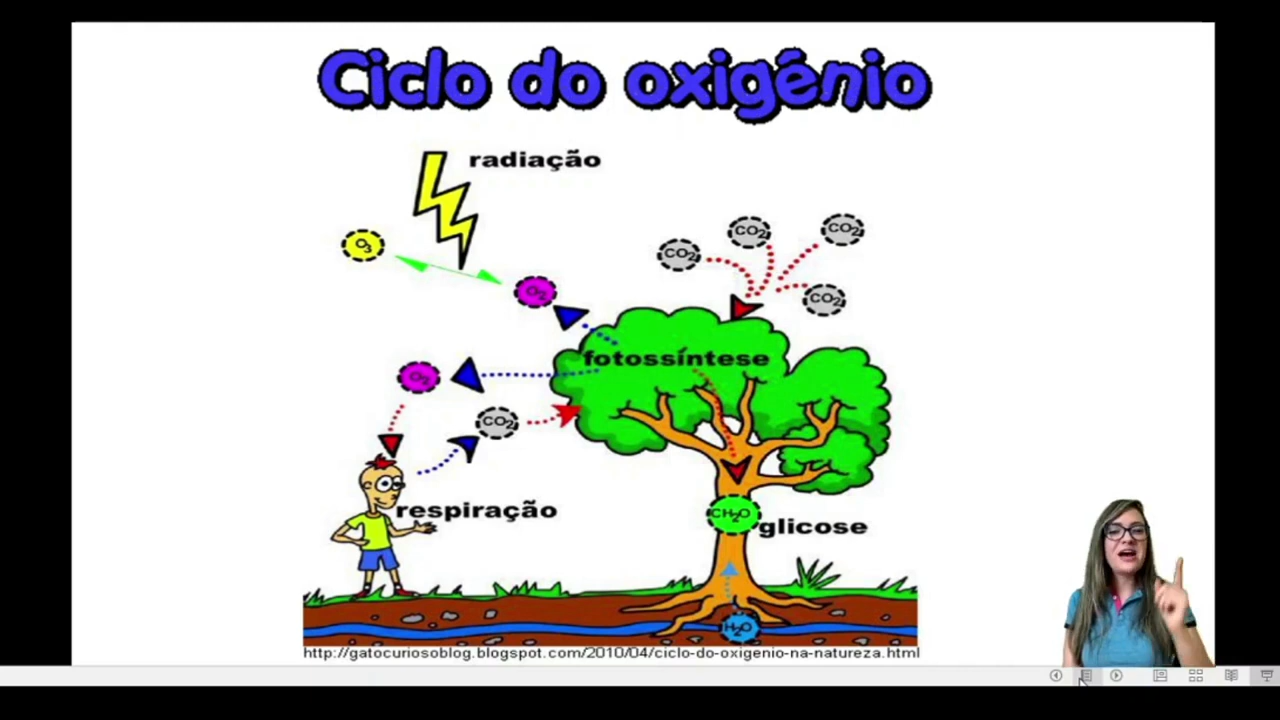 Ciclo do oxigénio
radiação
O3
CO2
CO2
CO2
CO2
O2
fotossíntese
O2
CO2
respiração
CH2O
glicose
H2O
http://gatocuriosoblog.blogspot.com/2010/04/ciclo-do-oxigenio-na-natureza.html